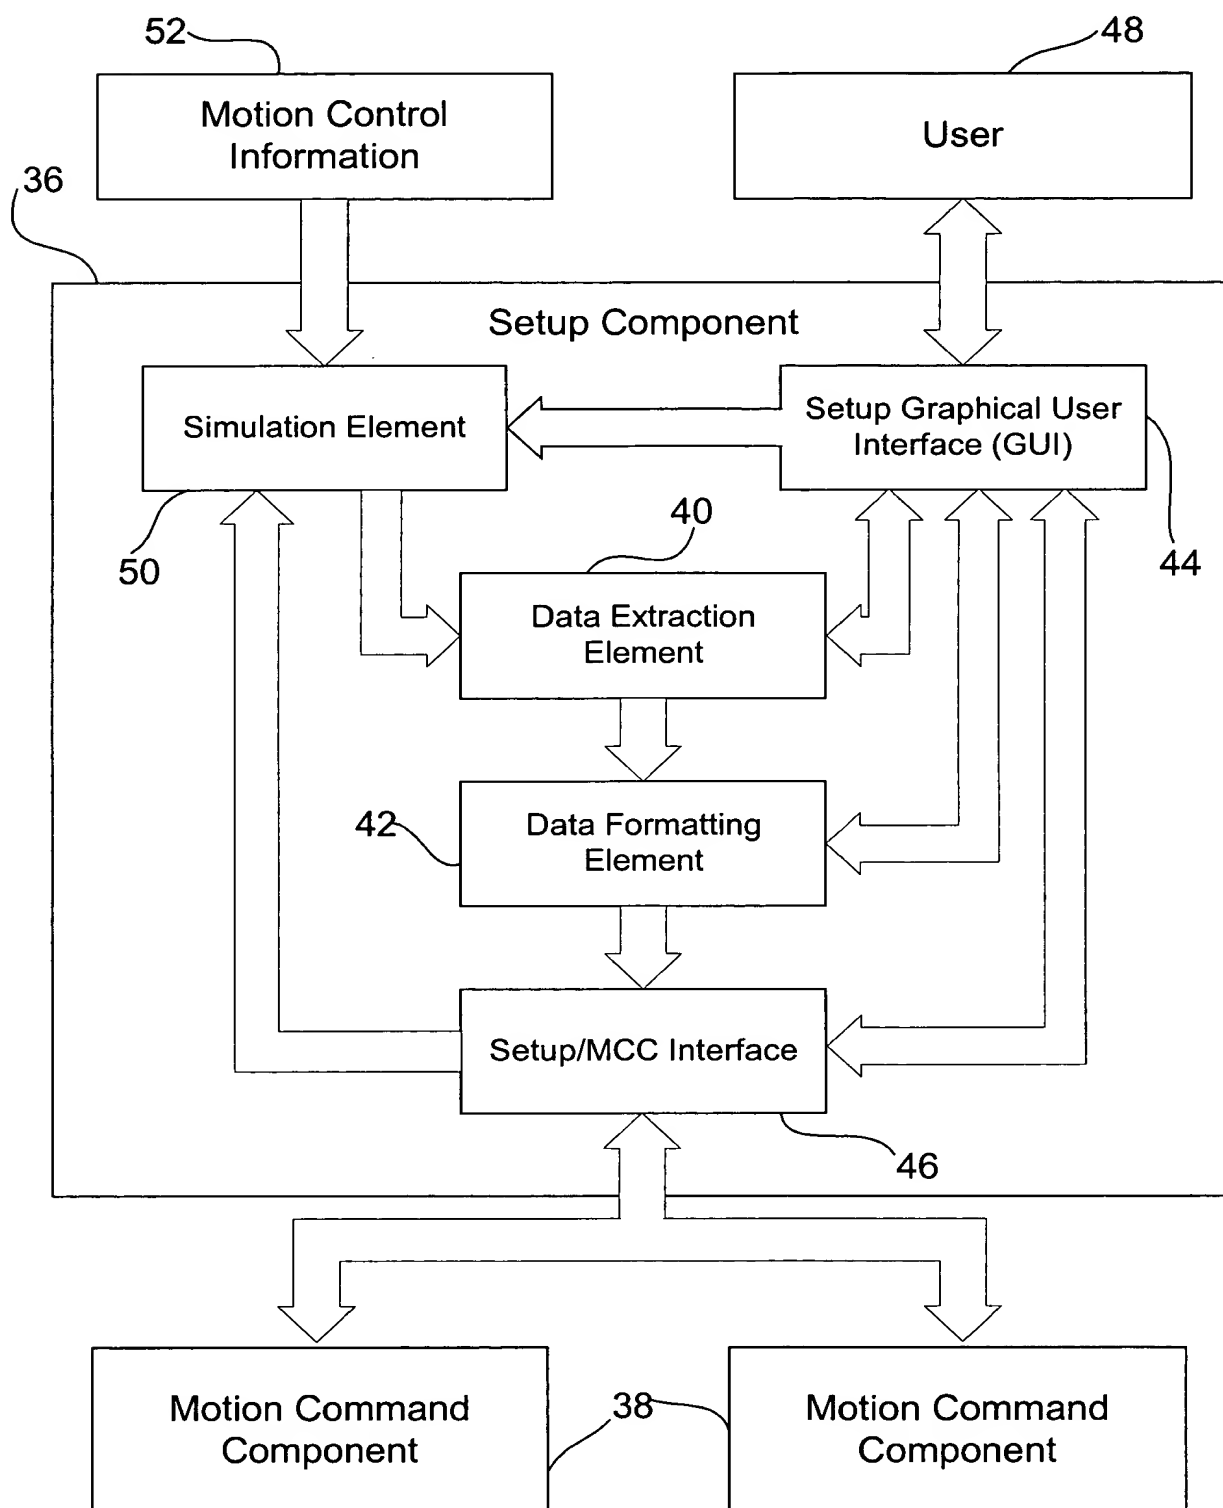 52
48
Motion Control
Information
User
36
Setup Component
Simulation Element
Setup Graphical User
Interface (GUI)
50
40
44
Data Extraction
Element
42
Data Formatting
Element
Setup/MCC Interface
46
Motion Command
Component
38
Motion Command
Component